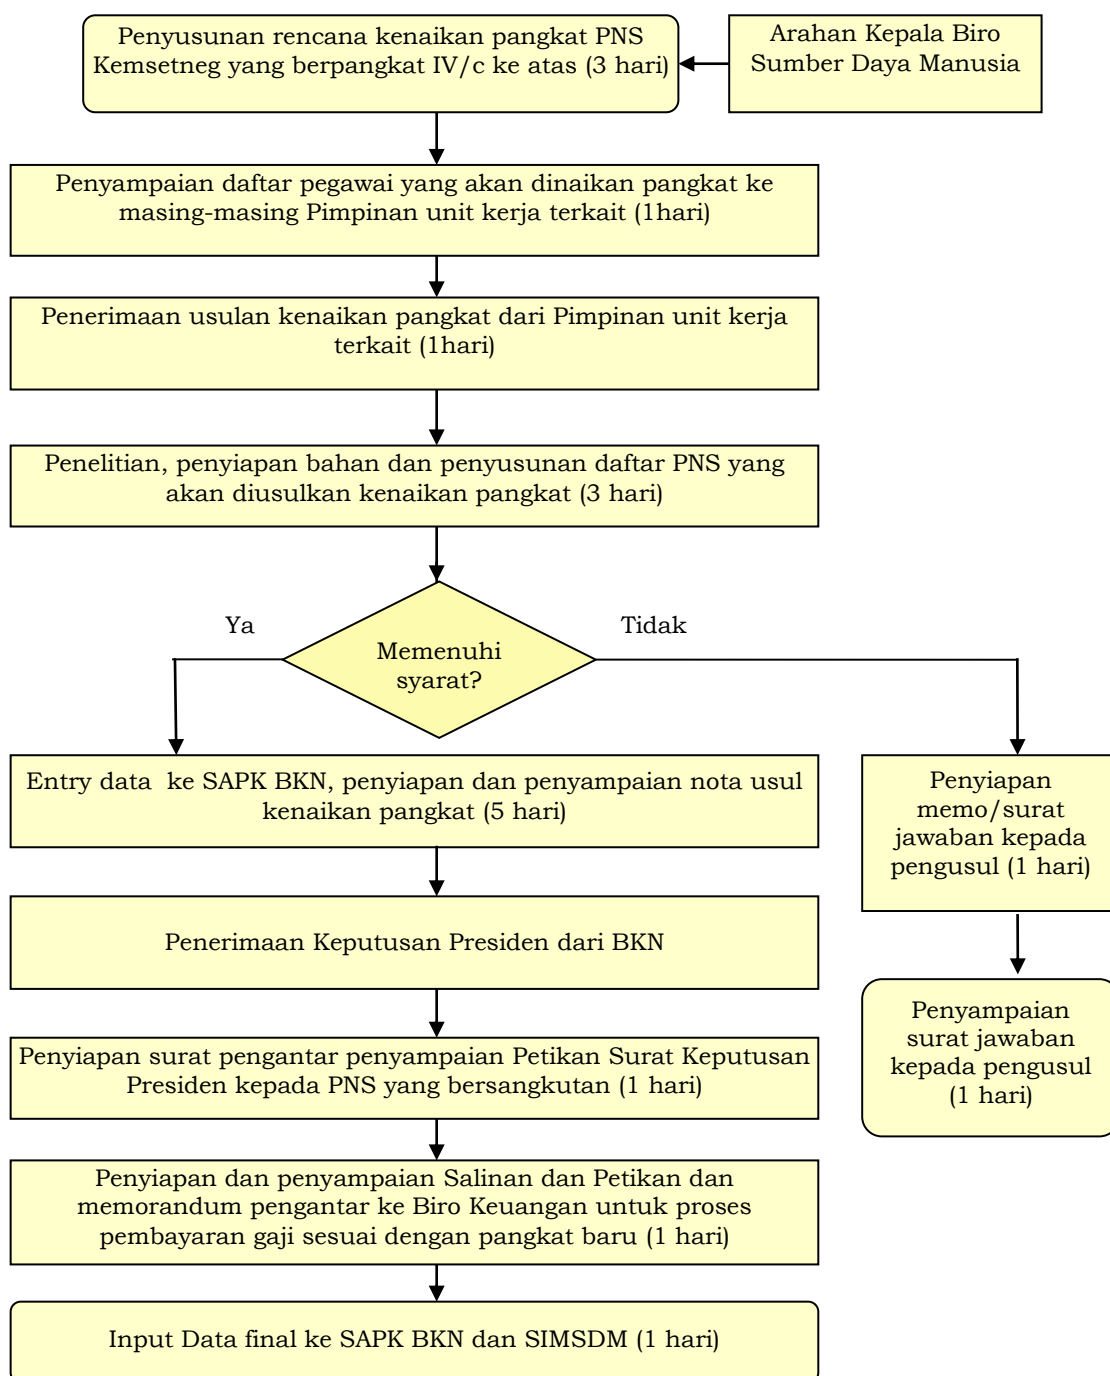 Penyusunan rencana kenaikan pangkat PNS
Kemsetneg yang berpangkat IV/c ke atas (3 hari)
Arahan Kepala Biro
Sumber Daya Manusia
Penyampaian daftar pegawai yang akan dinaikan pangkat ke
masing-masing Pimpinan unit kerja terkait (1hari)
Penerimaan usulan kenaikan pangkat dari Pimpinan unit kerja
terkait (1hari)
Penelitian, penyiapan bahan dan penyusunan daftar PNS yang
akan diusulkan kenaikan pangkat (3 hari)
Ya
Tidak
Memenuhi
syarat?
Entry data  ke SAPK BKN, penyiapan dan penyampaian nota usul
kenaikan pangkat (5 hari)
Penyiapan
memo/surat
jawaban kepada
pengusul (1 hari)
Penerimaan Keputusan Presiden dari BKN
Penyampaian
surat jawaban
kepada pengusul
(1 hari)
Penyiapan surat pengantar penyampaian Petikan Surat Keputusan
Presiden kepada PNS yang bersangkutan (1 hari)
Penyiapan dan penyampaian Salinan dan Petikan dan
memorandum pengantar ke Biro Keuangan untuk proses
pembayaran gaji sesuai dengan pangkat baru (1 hari)
Input Data final ke SAPK BKN dan SIMSDM (1 hari)